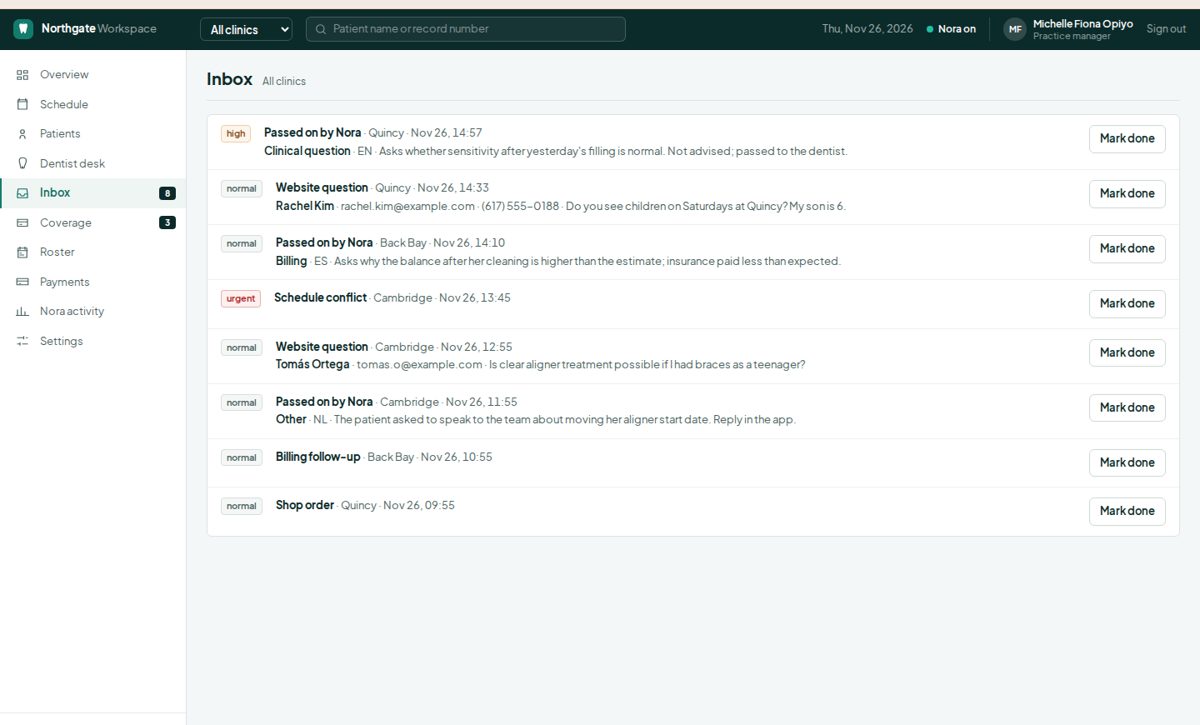 Northgate Workspace
All clinics
Patient name or record number
Thu, Nov 26, 2026
Nora on
MF
Michelle Fiona Opiyo
Practice manager
Sign out
Overview
Schedule
Patients
Dentist desk
Inbox 8
Coverage 3
Roster
Payments
Nora activity
Settings
Inbox All clinics
high Passed on by Nora · Quincy · Nov 26, 14:57
Clinical question · EN · Asks whether sensitivity after yesterday's filling is normal. Not advised; passed to the dentist.
Mark done
normal Website question · Quincy · Nov 26, 14:33
Rachel Kim · rachel.kim@example.com · (617) 555-0188 · Do you see children on Saturdays at Quincy? My son is 6.
Mark done
normal Passed on by Nora · Back Bay · Nov 26, 14:10
Billing · ES · Asks why the balance after her cleaning is higher than the estimate; insurance paid less than expected.
Mark done
urgent Schedule conflict · Cambridge · Nov 26, 13:45
Mark done
normal Website question · Cambridge · Nov 26, 12:55
Tomás Ortega · tomas.o@example.com · Is clear aligner treatment possible if I had braces as a teenager?
Mark done
normal Passed on by Nora · Cambridge · Nov 26, 11:55
Other · NL · The patient asked to speak to the team about moving her aligner start date. Reply in the app.
Mark done
normal Billing follow-up · Back Bay · Nov 26, 10:55
Mark done
normal Shop order · Quincy · Nov 26, 09:55
Mark done